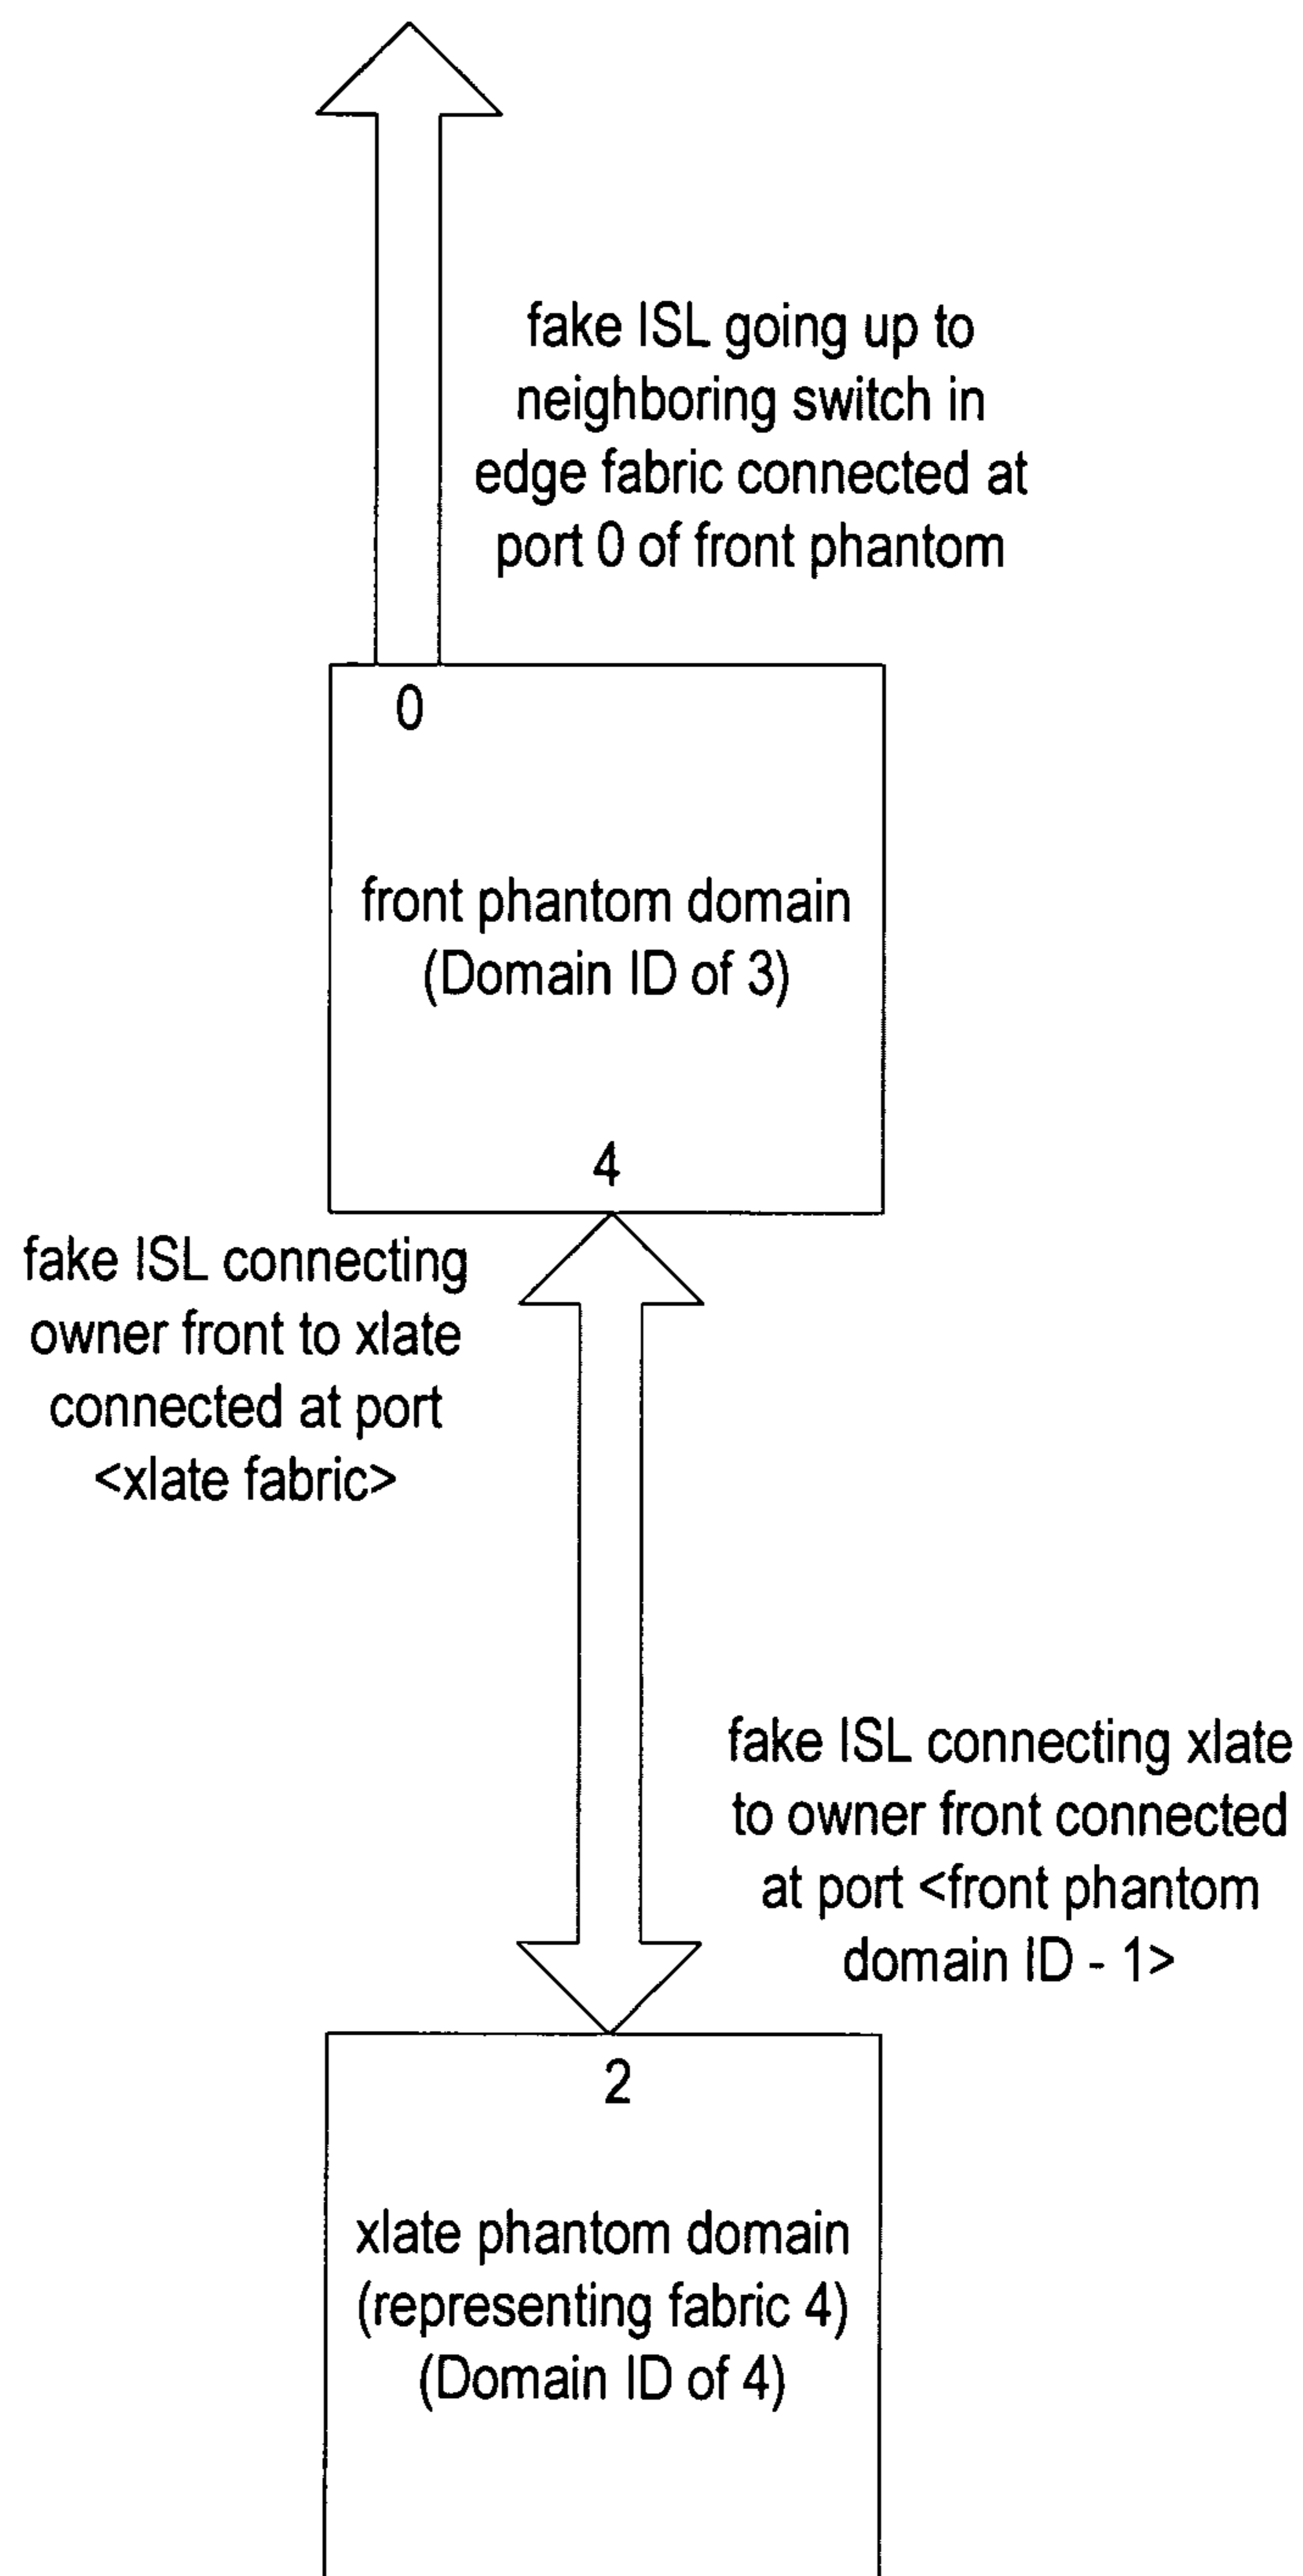 fake ISL going up to
neighboring switch in
edge fabric connected at
port 0 of front phantom
0
front phantom domain
(Domain ID of 3)
4
fake ISL connecting
owner front to xlate
connected at port
<xlate fabric>
fake ISL connecting xlate
to owner front connected
at port <front phantom
domain ID - 1>
2
xlate phantom domain
(representing fabric 4)
(Domain ID of 4)